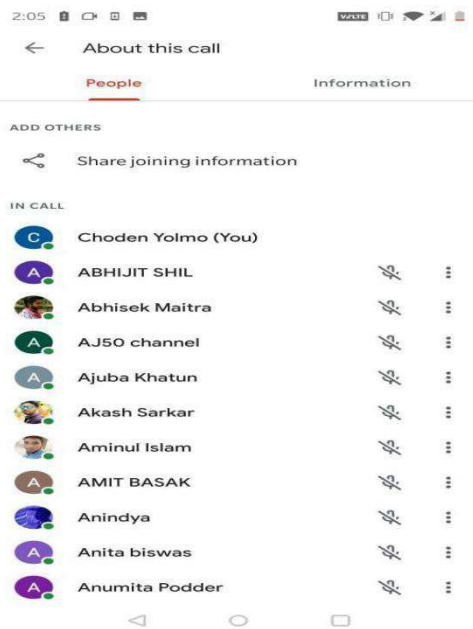 2:05
VoLTE
About this call
People Information
ADD OTHERS
Share joining information
IN CALL
C Choden Yolmo (You)
A ABHIJIT SHIL
Abhisek Maitra
A AJ50 channel
A Ajuba Khatun
Akash Sarkar
Aminul Islam
A AMIT BASAK
Anindya
A Anita biswas
A Anumita Podder